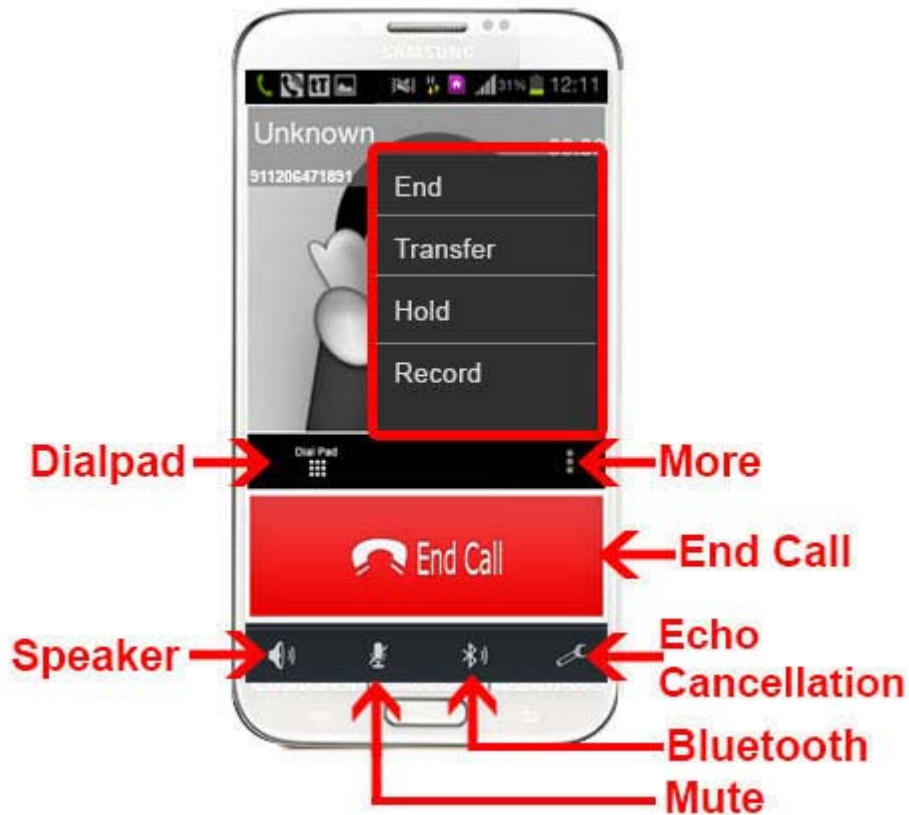 SAMSUNG
31% 12:11
Unknown
911206471891
End
Transfer
Hold
Record
Dialpad
Dial Pad
More
End Call
End Call
Speaker
Echo
Cancellation
Bluetooth
Mute